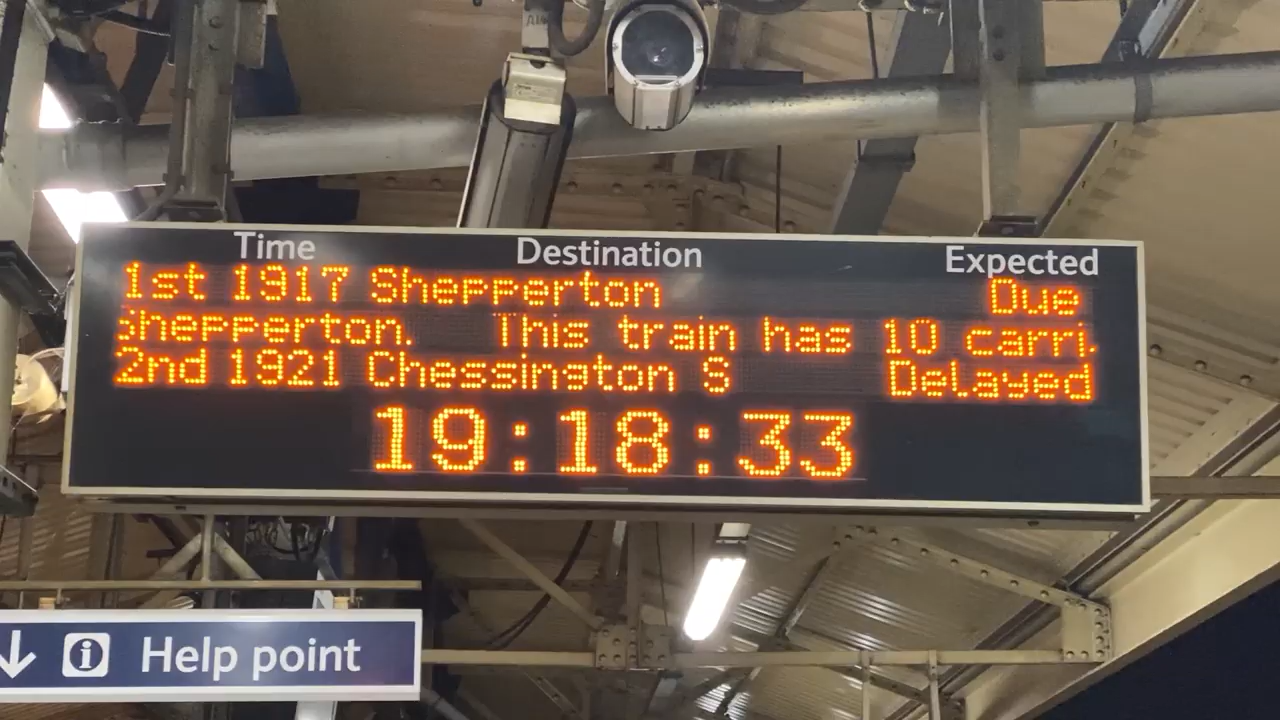 Time Destination Expected
1st 1917 Shepperton Due
Shepperton. This train has 10 carri
2nd 1921 Chessington S Delayed
19:18:33
Help point